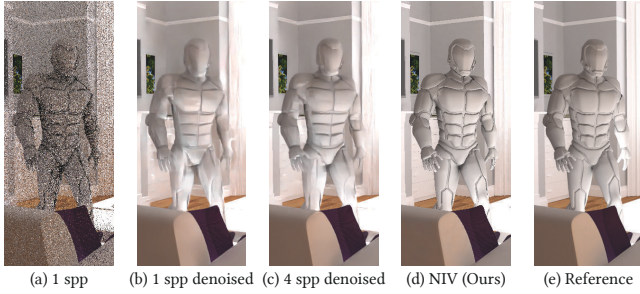 (a) 1 spp
(b) 1 spp denoised
(c) 4 spp denoised
(d) NIV (Ours)
(e) Reference